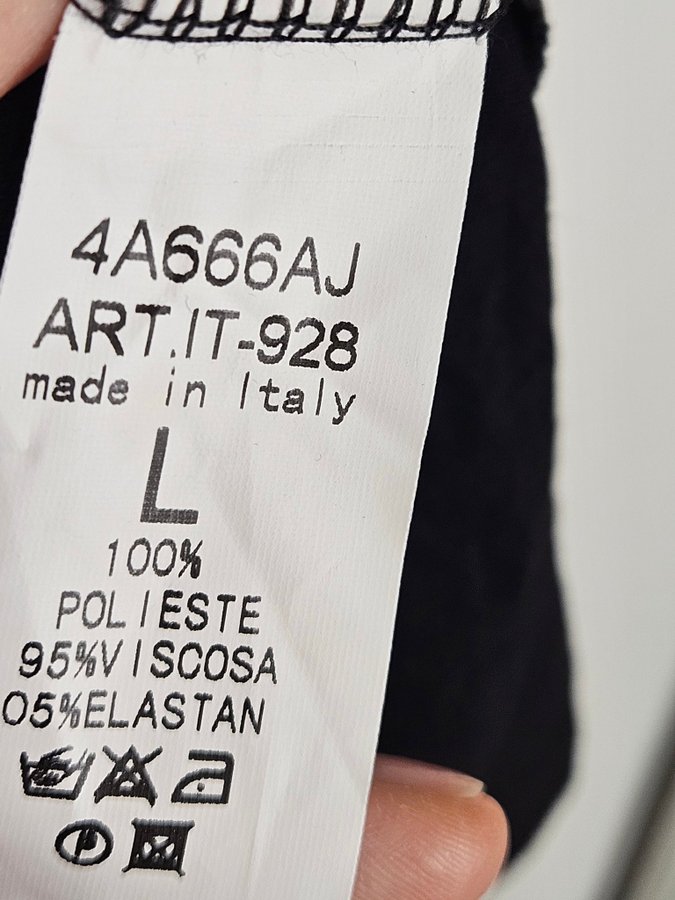 4A666AJ
ART.IT-928
made in Italy
L
100%
POLIESTE
95%VISCOSA
05%ELASTAN